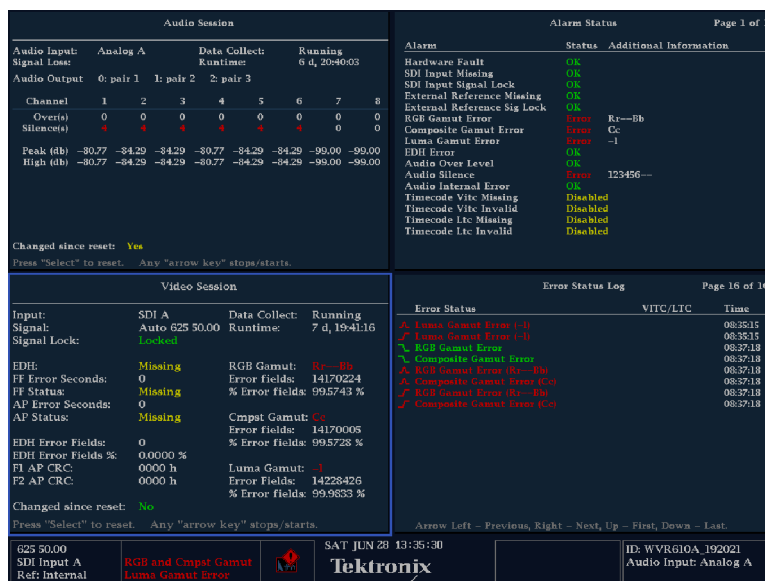 Audio Session
Audio Input: Analog A Data Collect: Running
Signal Loss: Runtime: 6 d, 20:40:03
Audio Output 0: pair 1 1: pair 2 2: pair 3
Channel 1 2 3 4 5 6 7 8
Over(s) 0 0 0 0 0 0 0 0
Silence(s) 4 4 4 4 4 4 0 0
Peak (db) -80.77 -84.29 -84.29 -80.77 -84.29 -84.29 -99.00 -99.00
High (db) -80.77 -84.29 -84.29 -80.77 -84.29 -84.29 -99.00 -99.00
Changed since reset: Yes
Press "Select" to reset. Any "arrow key" stops/starts.
Alarm Status Page 1 of
Alarm Status Additional Information
Hardware Fault OK
SDI Input Missing OK
SDI Input Signal Lock OK
External Reference Missing OK
External Reference Sig Lock OK
RGB Gamut Error Error Rr--Bb
Composite Gamut Error Error Cc
Luma Gamut Error Error -l
EDH Error OK
Audio Over Level OK
Audio Silence Error 123456--
Audio Internal Error OK
Timecode Vitc Missing Disabled
Timecode Vitc Invalid Disabled
Timecode Ltc Missing Disabled
Timecode Ltc Invalid Disabled
Video Session
Input: SDI A Data Collect: Running
Signal: Auto 625 50.00 Runtime: 7 d, 19:41:16
Signal Lock: Locked
EDH: Missing RGB Gamut: Rr--Bb
FF Error Seconds: 0 Error fields: 14170224
FF Status: Missing % Error fields: 99.5743 %
AP Error Seconds: 0
AP Status: Missing Cmpst Gamut: Cc
Error fields: 14170005
EDH Error Fields: 0 % Error fields: 99.5728 %
EDH Error Fields %: 0.0000 %
F1 AP CRC: 0000 h Luma Gamut: -l
F2 AP CRC: 0000 h Error Fields: 14228426
% Error fields: 99.9833 %
Changed since reset: No
Press "Select" to reset. Any "arrow key" stops/starts.
Error Status Log Page 16 of
Error Status VITC/LTC Time
Luma Gamut Error (-l) 08:35:15
Luma Gamut Error (-l) 08:35:15
RGB Gamut Error 08:37:18
Composite Gamut Error 08:37:18
RGB Gamut Error (Rr--Bb) 08:37:18
Composite Gamut Error (Cc) 08:37:18
RGB Gamut Error (Rr--Bb) 08:37:18
Composite Gamut Error (Cc) 08:37:18
Arrow Left - Previous, Right - Next, Up - First, Down - Last.
625 50.00
SDI Input A
Ref: Internal
RGB and Cmpst Gamut
Luma Gamut Error
SAT JUN 28 13:35:30
Tektronix
ID: WVR610A_192021
Audio Input: Analog A